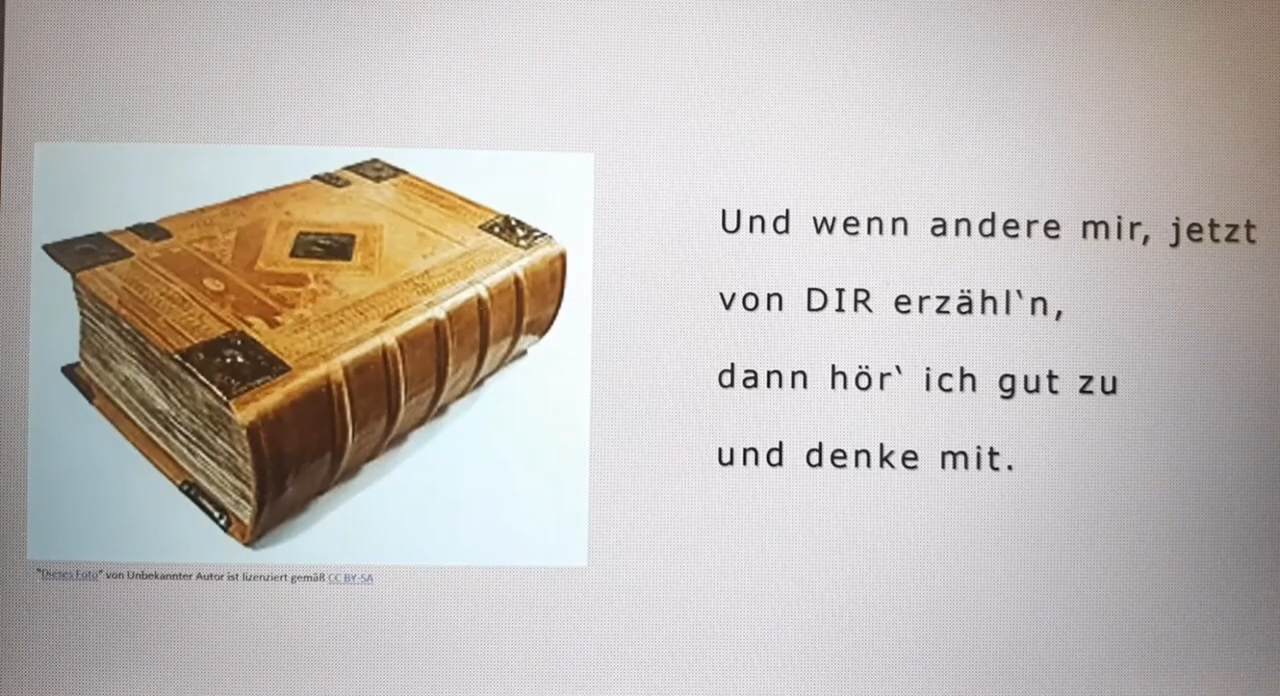 Und wenn andere mir, jetzt
von DIR erzähl‛n,
dann hör‛ ich gut zu
und denke mit.
"Dieses Foto" von Unbekannter Autor ist lizenziert gemäß CC BY-SA